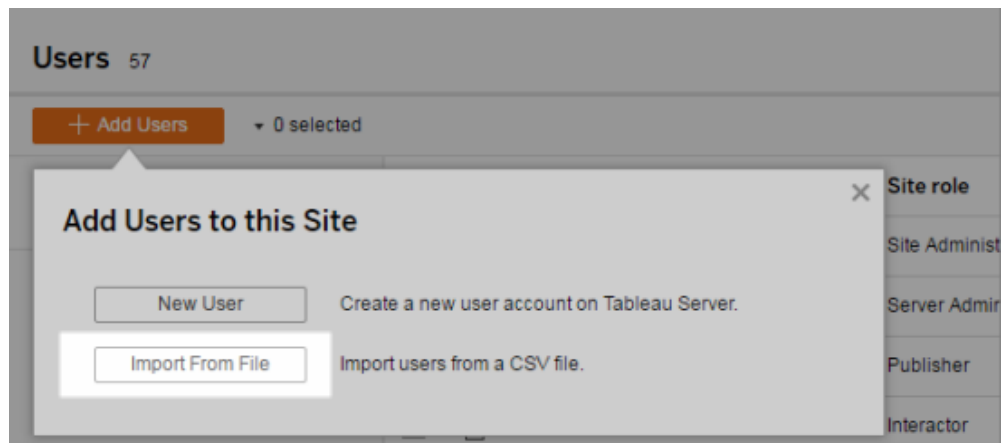 Users 57
+ Add Users
0 selected
Site role
Add Users to this Site
Site Administ
New User
Create a new user account on Tableau Server.
Server Admin
Import From File
Import users from a CSV file.
Publisher
Interactor